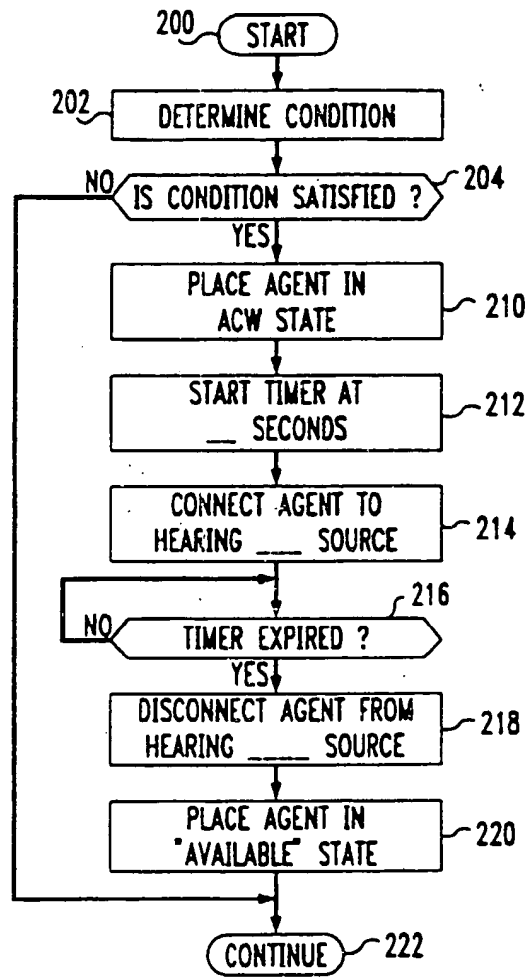 200
START
202
DETERMINE CONDITION
NO
IS CONDITION SATISFIED ?
204
YES
PLACE AGENT IN
ACW STATE
210
START TIMER AT
__ SECONDS
212
CONNECT AGENT TO
HEARING ___ SOURCE
214
216
NO
TIMER EXPIRED ?
YES
DISCONNECT AGENT FROM
HEARING ____ SOURCE
218
PLACE AGENT IN
"AVAILABLE" STATE
220
CONTINUE
222